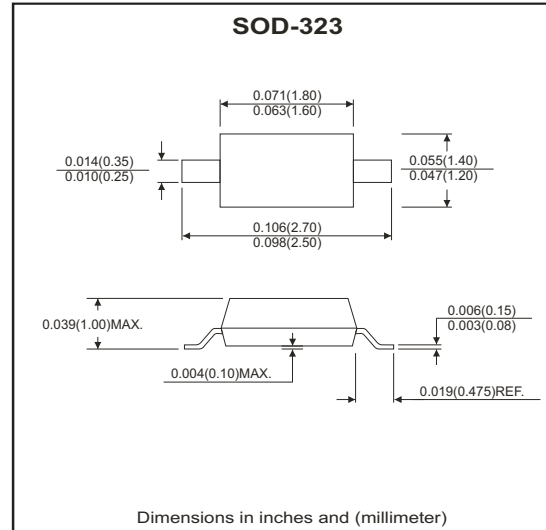 SOD-323
0.071(1.80)
0.063(1.60)
0.014(0.35)
0.010(0.25)
0.055(1.40)
0.047(1.20)
0.106(2.70)
0.098(2.50)
0.039(1.00)MAX.
0.006(0.15)
0.003(0.08)
0.004(0.10)MAX.
0.019(0.475)REF.
Dimensions in inches and (millimeter)